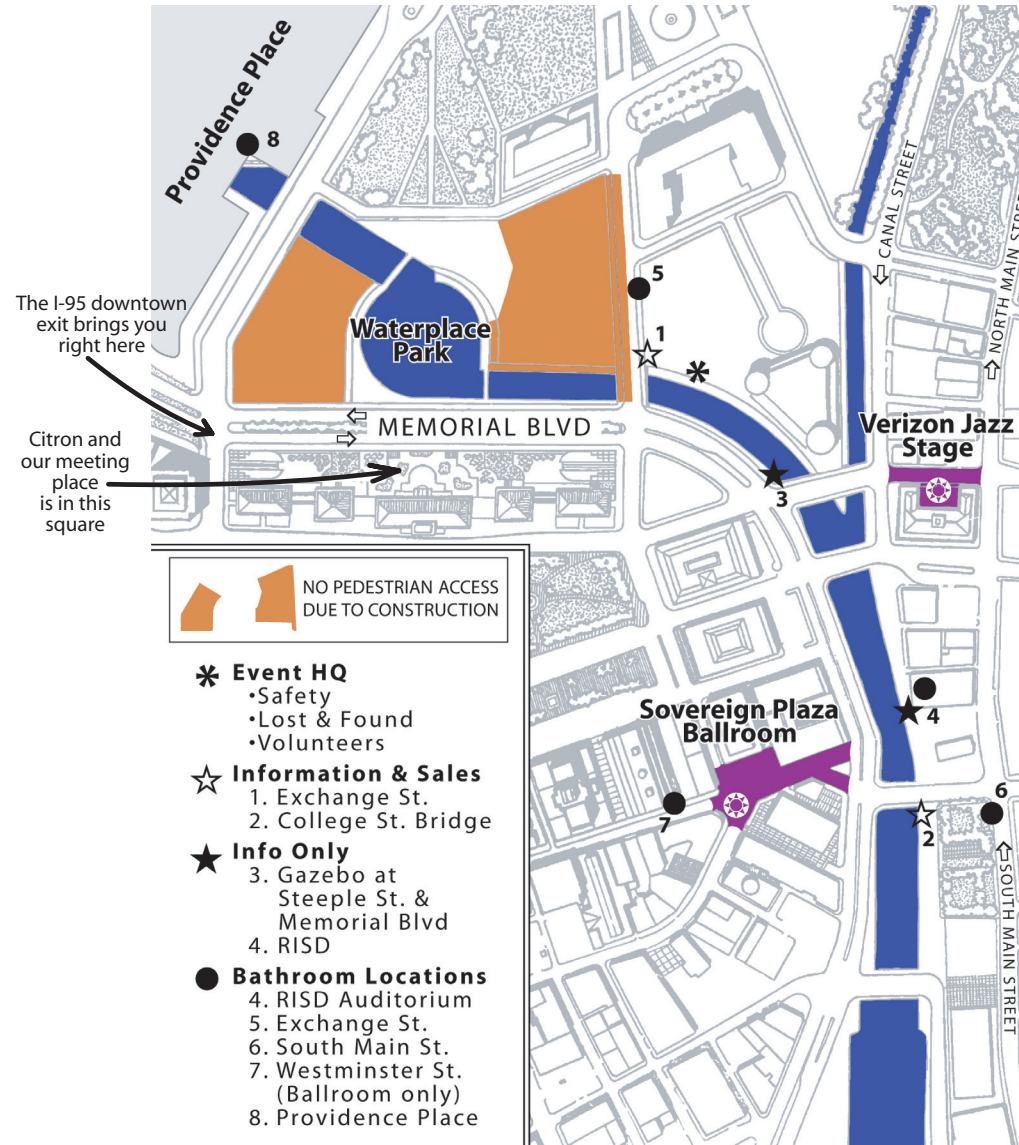 Providence Place
8
CANAL STREET
NORTH MAIN STREET
5
The I-95 downtown
exit brings you
right here
1
Waterplace
Park
MEMORIAL BLVD
Verizon Jazz
Stage
Citron and
our meeting
place
is in this
square
3
NO PEDESTRIAN ACCESS
DUE TO CONSTRUCTION
Event HQ
•Safety
•Lost & Found
•Volunteers
Information & Sales
1. Exchange St.
2. College St. Bridge
Info Only
3. Gazebo at
Steeple St. &
Memorial Blvd
4. RISD
Bathroom Locations
4. RISD Auditorium
5. Exchange St.
6. South Main St.
7. Westminster St.
(Ballroom only)
8. Providence Place
Sovereign Plaza
Ballroom
4
6
7
2
SOUTH MAIN STREET